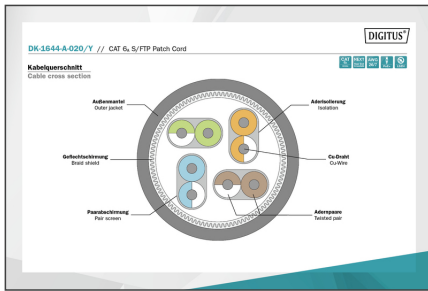 DIGITUS®
DK-1644-A-020/Y // CAT 6A S/FTP Patch Cord
Kabelquerschnitt
Cable cross section
Außenmantel
Outer jacket
Aderisolierung
Isolation
Geflechtschirmung
Braid shield
Cu-Draht
Cu-Wire
Paarabschirmung
Pair screen
Adernpaare
Twisted pair